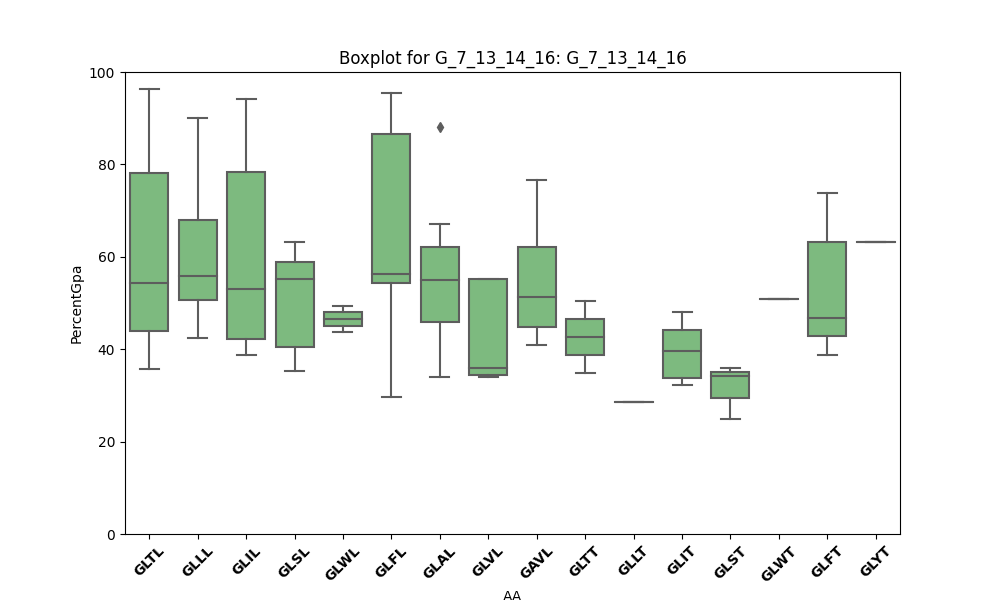 Boxplot for G_7_13_14_16: G_7_13_14_16
100
80
60
40
20
0
PercentGpa
GLTL GLLL GLIL GLSL GLWL GLFL GLAL GLVL GAVL GLTT GLLT GLIT GLST GLWT GLFT GLYT
AA